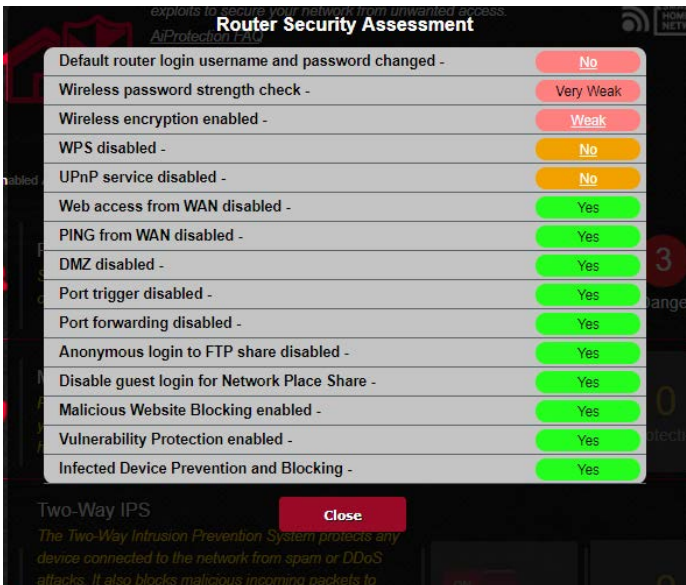 exploits to secure your network from unwanted access.
Router Security Assessment
AiProtection FAQ
HOME
Default router login username and password changed - No
Wireless password strength check - Very Weak
Wireless encryption enabled - Weak
WPS disabled - No
UPnP service disabled - No
Web access from WAN disabled - Yes
PING from WAN disabled - Yes
DMZ disabled - Yes
3
Port trigger disabled - Yes
Port forwarding disabled - Yes
Anonymous login to FTP share disabled - Yes
Disable guest login for Network Place Share - Yes
Malicious Website Blocking enabled - Yes
0
Vulnerability Protection enabled - Yes
Infected Device Prevention and Blocking - Yes
Two-Way IPS
Close
The Two-Way Intrusion Prevention System protects any
device connected to the network from spam or DDoS
attacks. It also blocks malicious incoming packets to